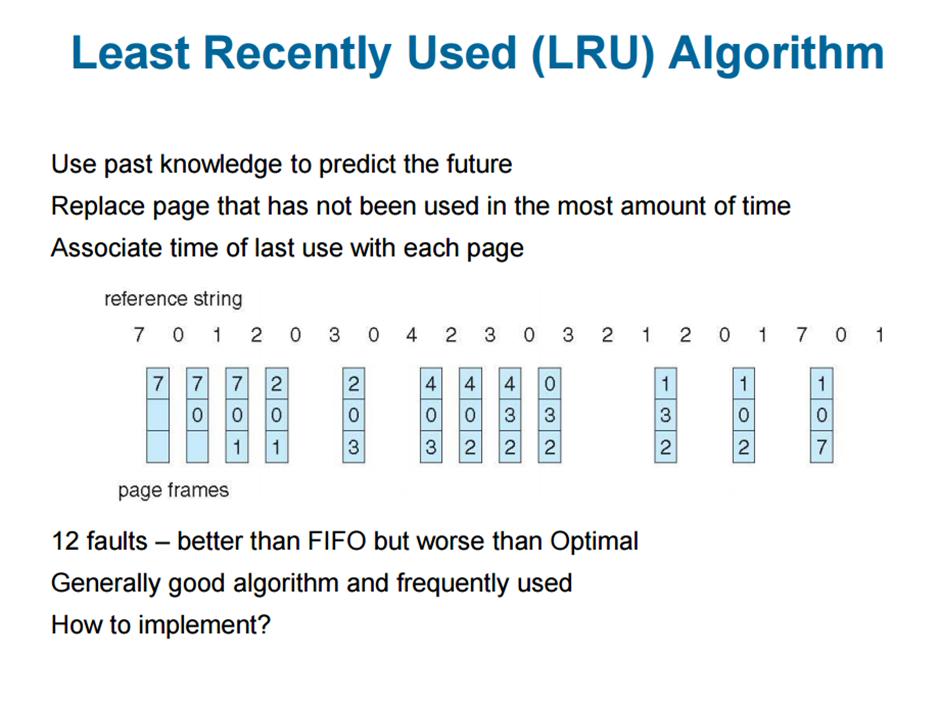 Least Recently Used (LRU) Algorithm
Use past knowledge to predict the future
Replace page that has not been used in the most amount of time
Associate time of last use with each page
reference string
7 0 1 2 0 3 0 4 2 3 0 3 2 1 2 0 1 7 0 1
7 7 7 2 2 4 4 4 0 1 1 1
0 0 0 0 0 0 3 3 3 0 0
1 1 3 3 2 2 2 2 2 7
page frames
12 faults – better than FIFO but worse than Optimal
Generally good algorithm and frequently used
How to implement?